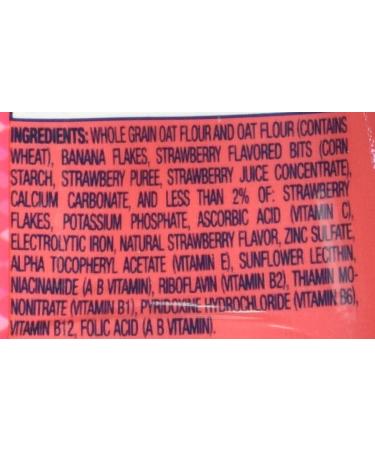 INGREDIENTS: WHOLE GRAIN OAT FLOUR AND OAT FLOUR (CONTAINS
WHEAT), BANANA FLAKES, STRAWBERRY FLAVORED BITS (CORN
STARCH, STRAWBERY PUREE, STRAWBERRY JUICE CONCENTRATE),
CALCIUM CARBONATE, AND LESS THAN 2% OF: STRAWBERRY
FLAKES, POTASSIUM PHOSPHATE, ASCORBIC ACID (VITAMIN C),
ELECTROLYTIC IRON, NATURAL STRAWBERRY FLAVOR, ZINC SULFATE,
ALPHA TOCOPHERYL ACETATE (VITAMIN E), SUNFLOWER LECITHIN,
NIACINAMIDE (A B VITAMIN), RIBOFLAVIN (VITAMIN B2), THIAMIN MO-
NONITRATE (VITAMIN B1), PYRIDOXINE HYDROCHLORIDE (VITAMIN B6),
VITAMIN B12, FOLIC ACID (A B VITAMIN).